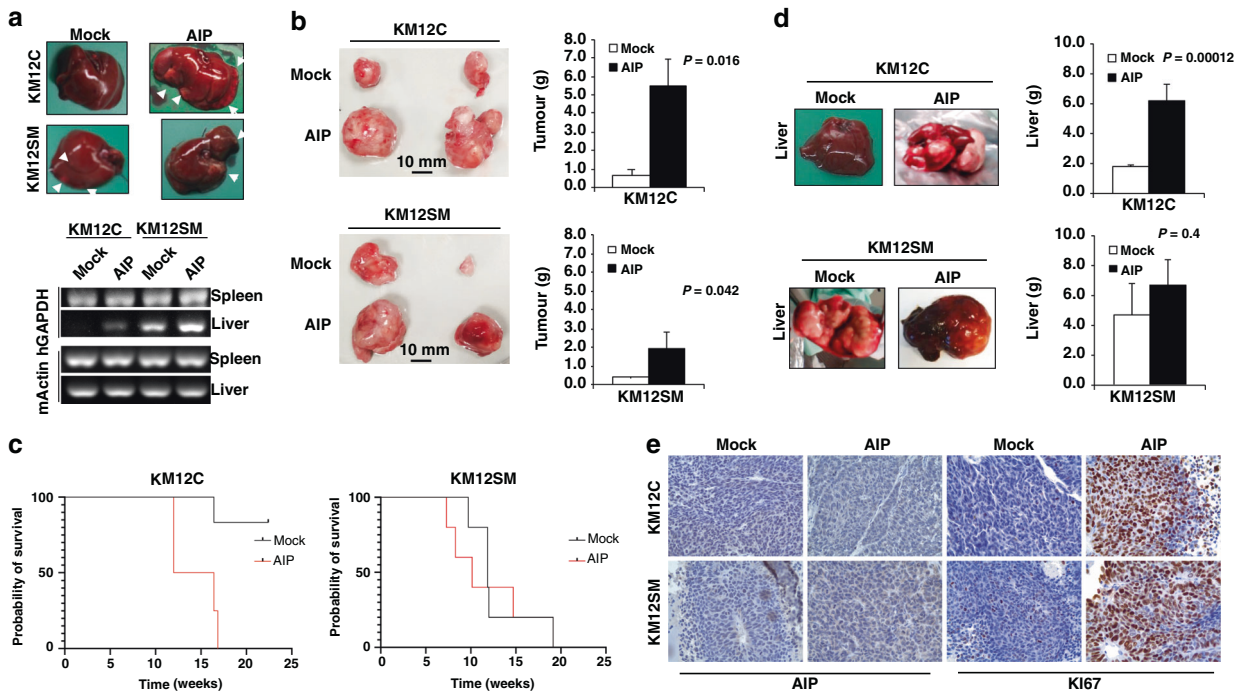 a
Mock
AIP
KM12C
KM12SM
KM12C
KM12SM
Mock
AIP
Mock
AIP
mActin hGAPDH
Spleen
Liver
Spleen
Liver
b
KM12C
Mock
AIP
10 mm
KM12SM
Mock
AIP
10 mm
Tumour (g)
8.0
7.0
6.0
5.0
4.0
3.0
2.0
1.0
0.0
Mock
AIP
P = 0.016
KM12C
Tumour (g)
8.0
7.0
6.0
5.0
4.0
3.0
2.0
1.0
0.0
Mock
AIP
P = 0.042
KM12SM
d
KM12C
Mock
AIP
Liver
KM12SM
Mock
AIP
Liver
Liver (g)
10.0
8.0
6.0
4.0
2.0
0.0
Mock
P = 0.00012
AIP
KM12C
Liver (g)
10.0
8.0
6.0
4.0
2.0
0.0
Mock
P = 0.4
AIP
KM12SM
c
KM12C
Probability of survival
100
50
0
0
5
10
15
20
25
Time (weeks)
Mock
AIP
KM12SM
Probability of survival
100
50
0
0
5
10
15
20
25
Time (weeks)
Mock
AIP
e
Mock
AIP
Mock
AIP
KM12C
KM12SM
AIP
KI67